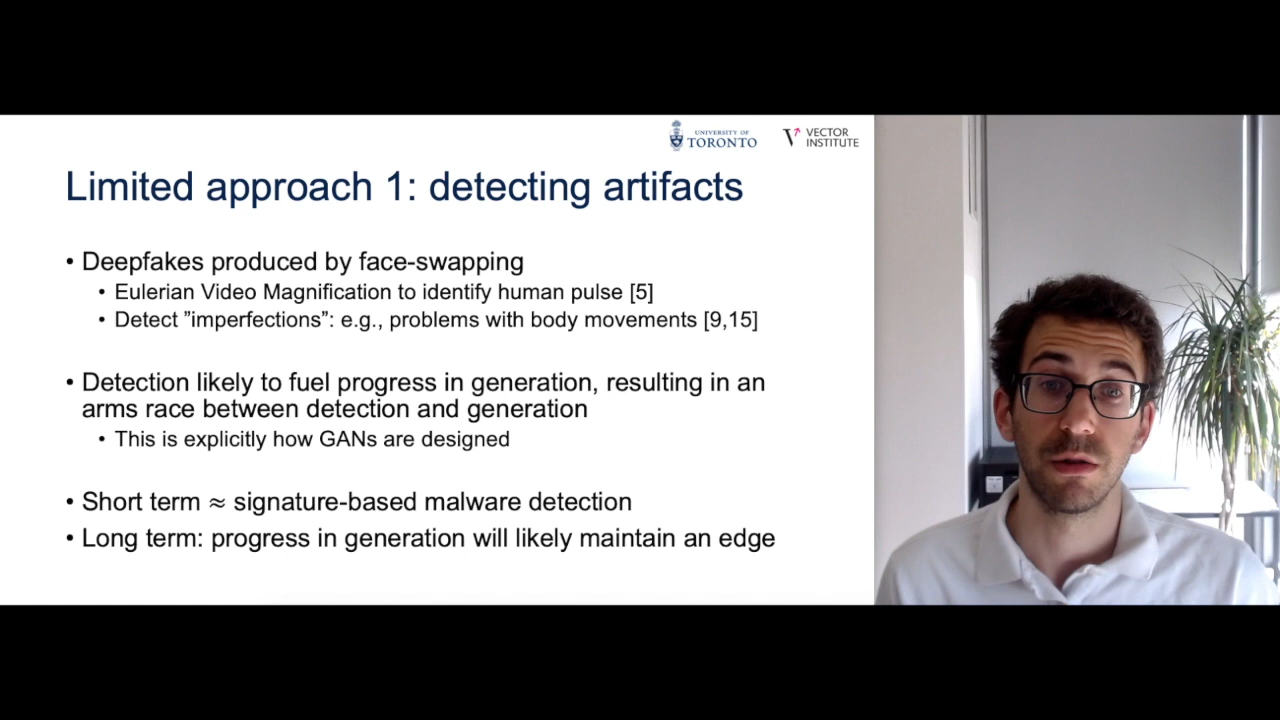 UNIVERSITY OF
TORONTO
VECTOR
INSTITUTE
Limited approach 1: detecting artifacts
• Deepfakes produced by face-swapping
• Eulerian Video Magnification to identify human pulse [5]
• Detect ”imperfections”: e.g., problems with body movements [9,15]
• Detection likely to fuel progress in generation, resulting in an
arms race between detection and generation
• This is explicitly how GANs are designed
• Short term ≈ signature-based malware detection
• Long term: progress in generation will likely maintain an edge